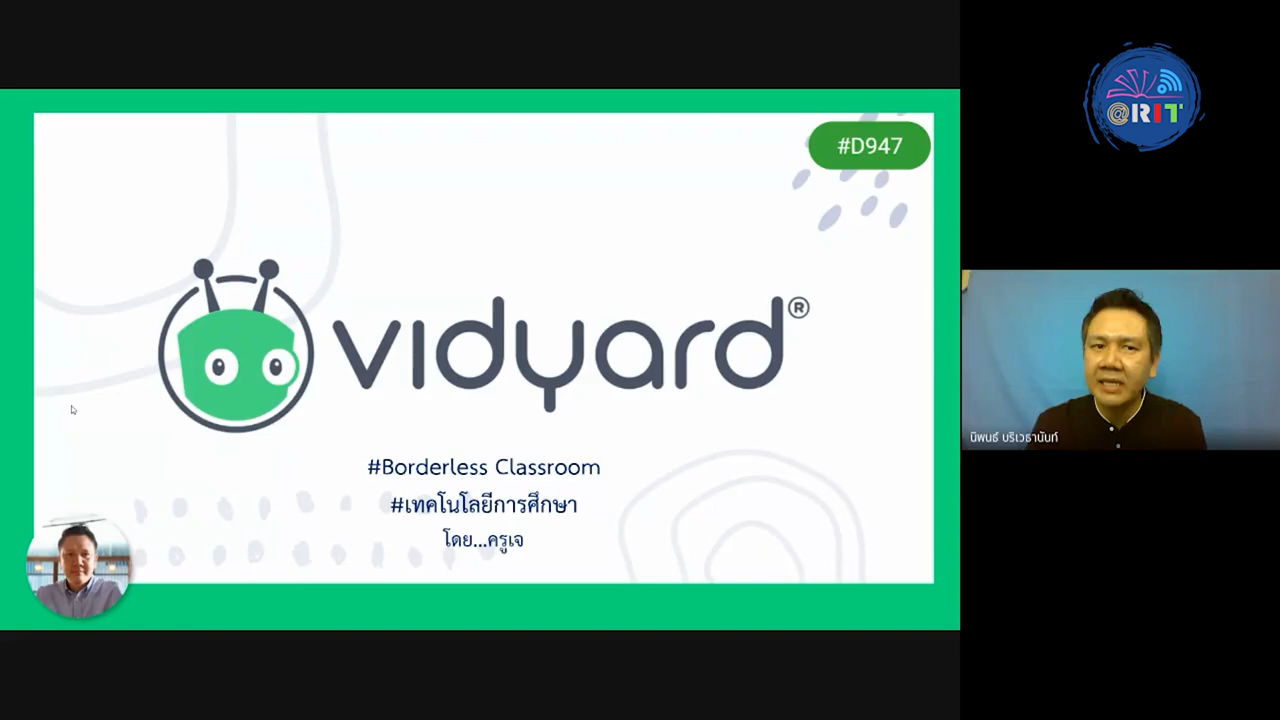 @RIT
#D947
vidyard®
#Borderless Classroom
#เทคโนโลยีการศึกษา
โดย...ครูเจ
นิพนธ์ บริเวธานันท์